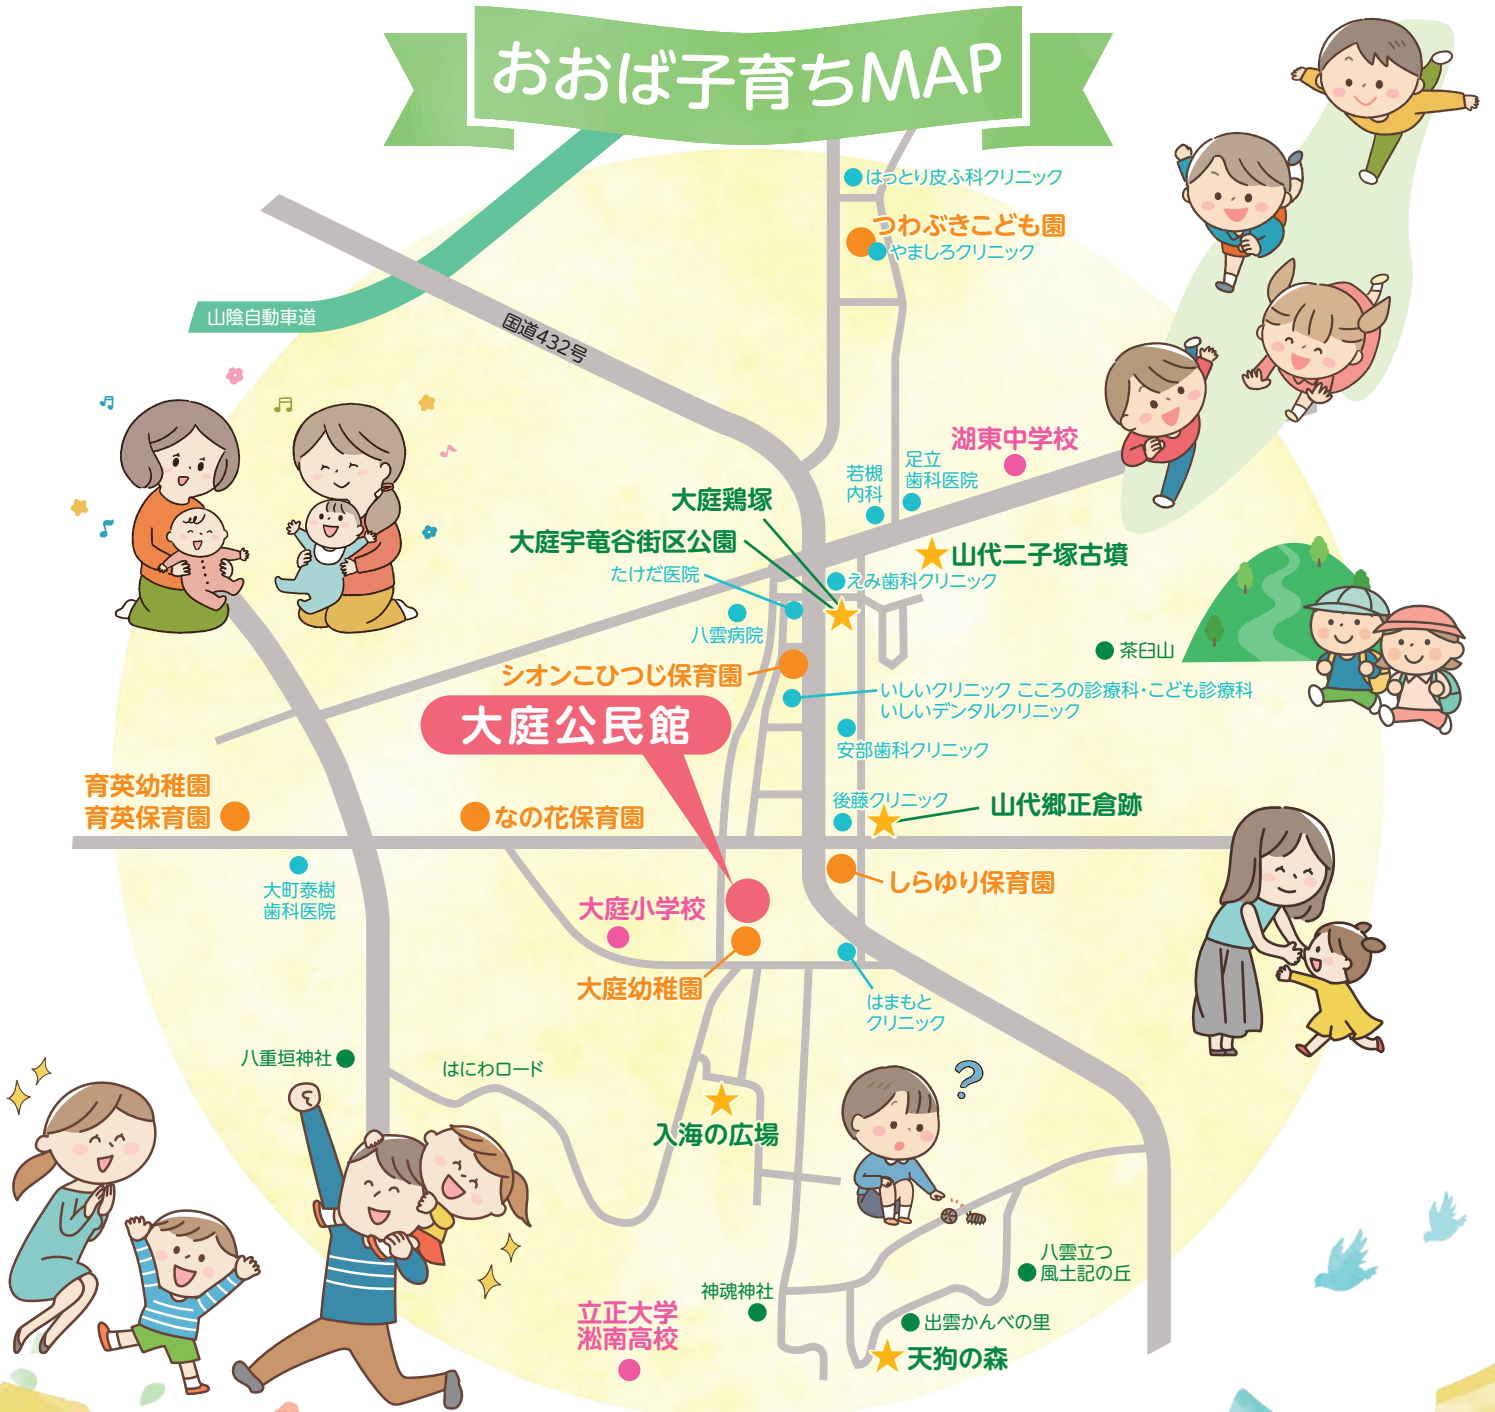 おおば子育ちMAP
はっとり皮ふ科クリニック
つわぶきこども園
やましろクリニック
山陰自動車道
国道432号
湖東中学校
足立
歯科医院
若槻
内科
大庭鶏塚
大庭宇竜谷街区公園
山代二子塚古墳
たけだ医院
えみ歯科クリニック
八雲病院
茶臼山
シオンこひつじ保育園
いしいクリニック こころの診療科・こども診療科
いしいデンタルクリニック
大庭公民館
安部歯科クリニック
育英幼稚園
育英保育園
なの花保育園
後藤クリニック
山代郷正倉跡
大町泰樹
歯科医院
しらゆり保育園
大庭小学校
大庭幼稚園
はまもと
クリニック
八重垣神社
はにわロード
?
入海の広場
八雲立つ
風土記の丘
神魂神社
立正大学
淞南高校
出雲かんべの里
天狗の森